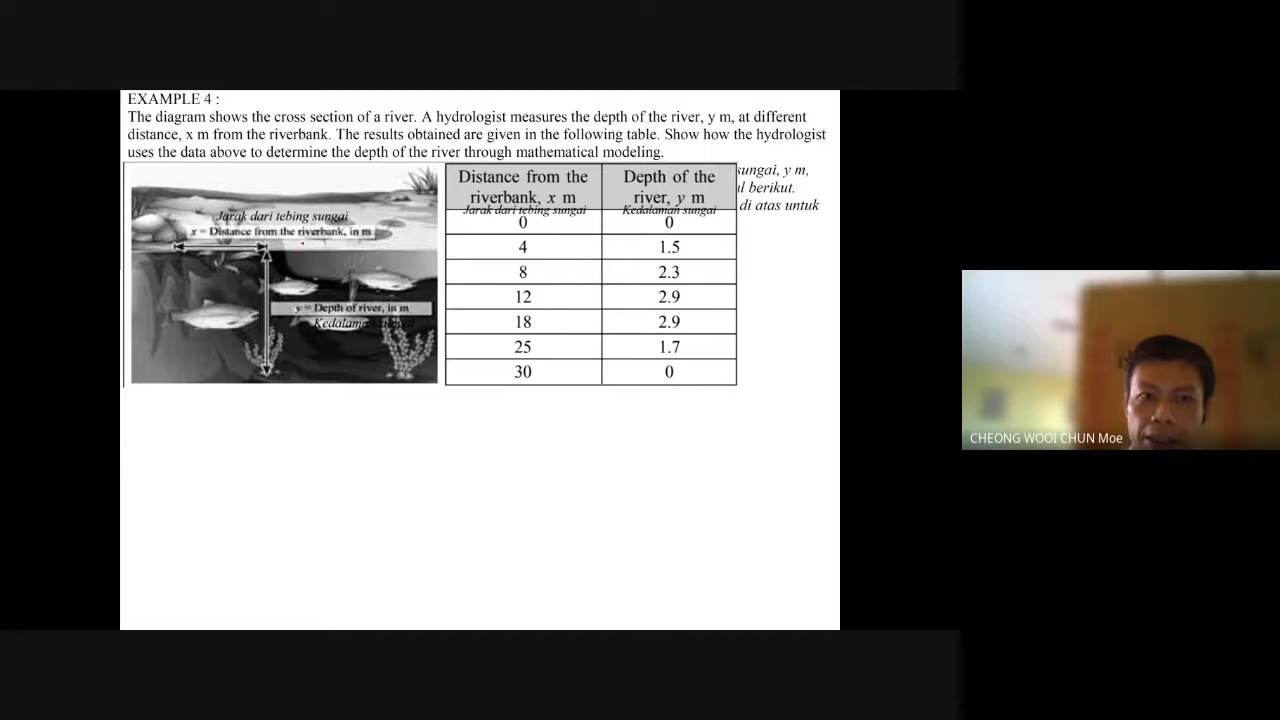 EXAMPLE 4 :
The diagram shows the cross section of a river. A hydrologist measures the depth of the river, y m, at different
distance, x m from the riverbank. The results obtained are given in the following table. Show how the hydrologist
uses the data above to determine the depth of the river through mathematical modeling.
sungai, y m,
berikut.
di atas untuk
Jarak dari tebing sungai
x = Distance from the riverbank, in m
y = Depth of river, in m
Kedalaman sungai
Distance from the riverbank, x m Depth of the river, y m
Jarak dari tebing sungai Kedalaman sungai
0 0
4 1.5
8 2.3
12 2.9
18 2.9
25 1.7
30 0
CHEONG WOOI CHUN Moe